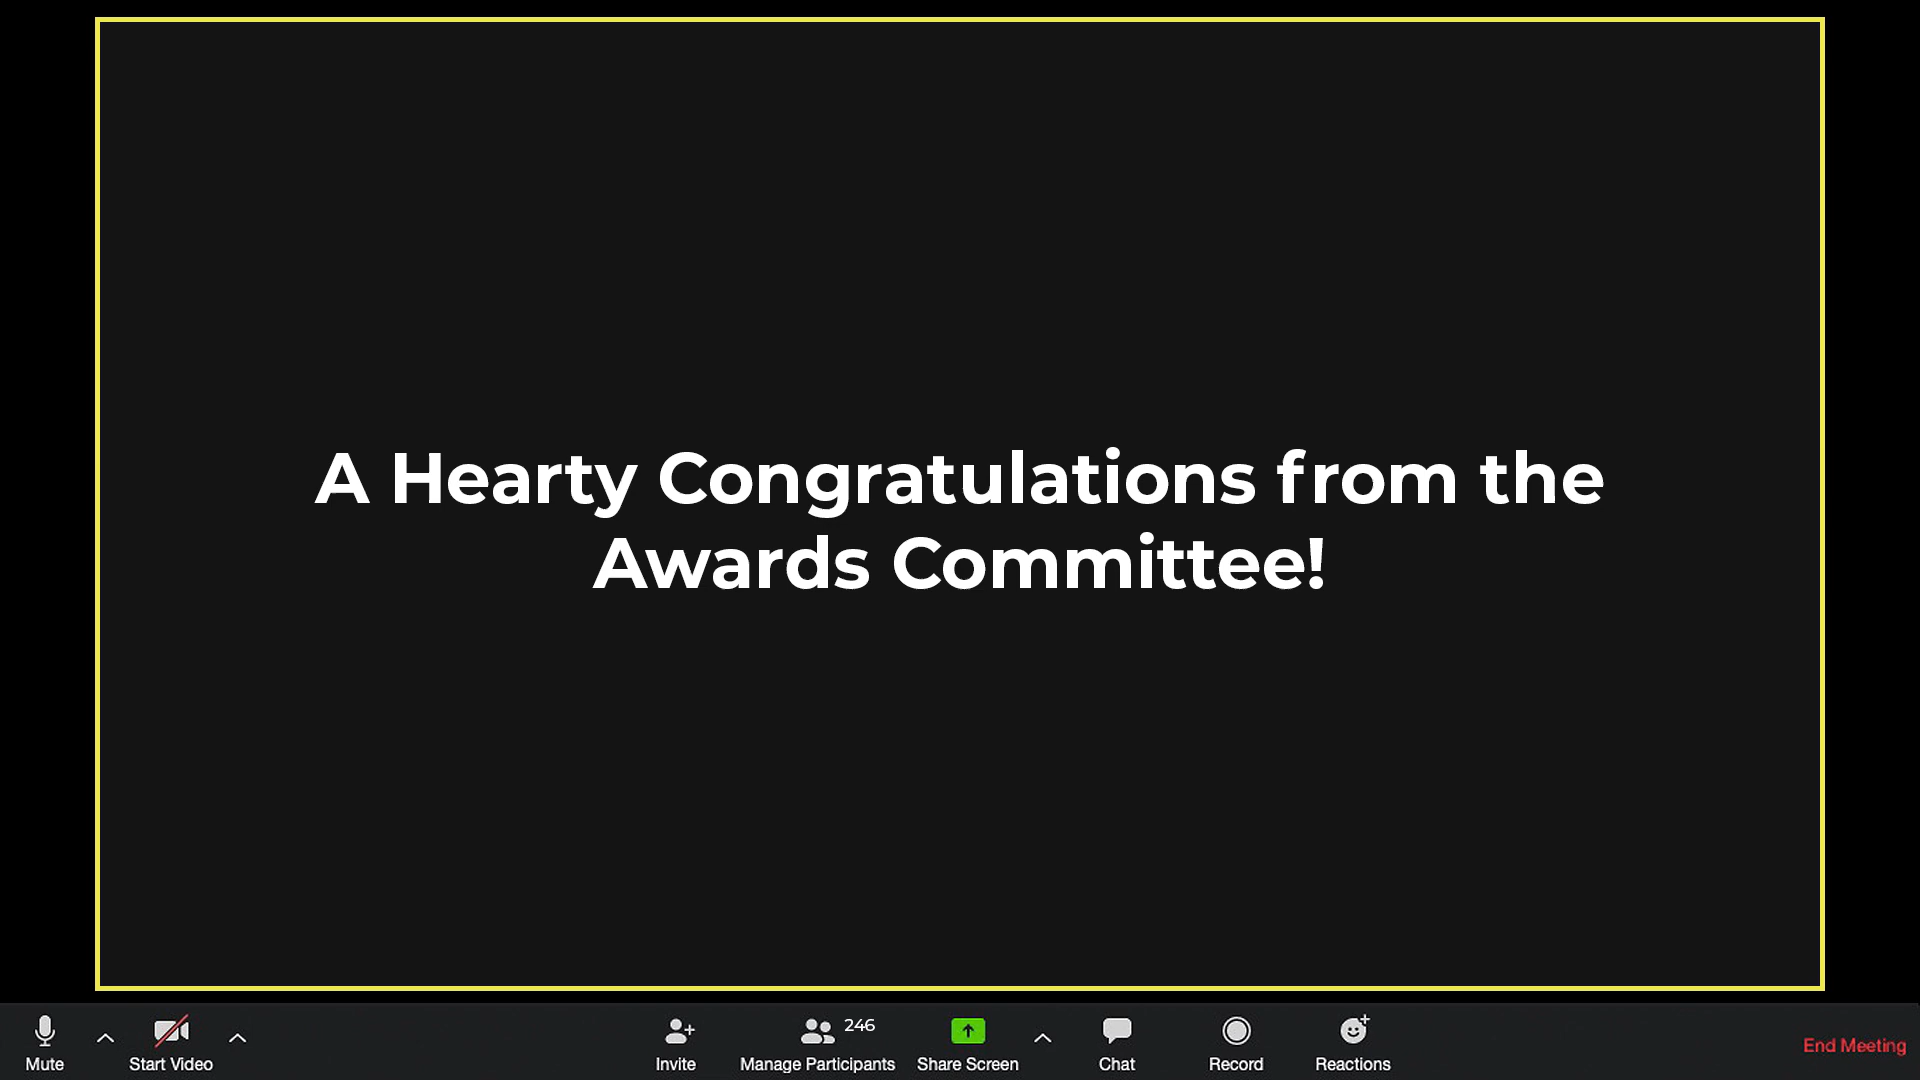 A Hearty Congratulations from the
Awards Committee!
246
Mute
Start Video
Invite
Manage Participants
Share Screen
Chat
Record
Reactions
End Meeting